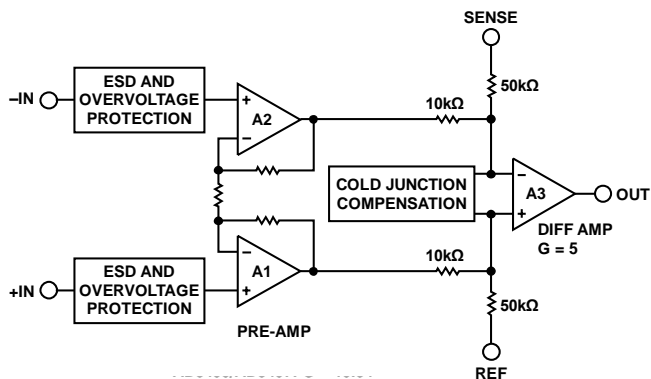 SENSE
–IN
ESD AND
OVERVOLTAGE
PROTECTION
+
A2
–
10kΩ
50kΩ
COLD JUNCTION
COMPENSATION
–
A3
+
OUT
DIFF AMP
G = 5
–
A1
+
10kΩ
50kΩ
+IN
ESD AND
OVERVOLTAGE
PROTECTION
PRE-AMP
REF